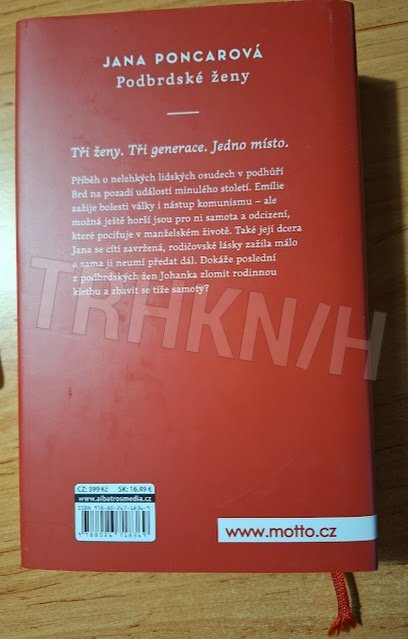 JANA PONCAROVÁ
Podbrdské ženy
Tři ženy. Tři generace. Jedno místo.
Příběh o nelehkých lidských osudech v podhůří
Brd na pozadí událostí minulého století. Emílie
zažije bolesti války i nástup komunismu – ale
možná ještě horší jsou pro ni samota a odcizení,
které pociťuje v manželském životě. Také její dcera
Jana se cítí zavržená, rodičovské lásky zažila málo
a sama ji neumí předat dál. Dokáže poslední
z podbrdských žen Johanka zlomit rodinnou
kletbu a zbavit se tíže samoty?
TRHKNIH
CZ: 399 Kč SK: 16,49 €
www.albatrosmedia.cz
www.motto.cz